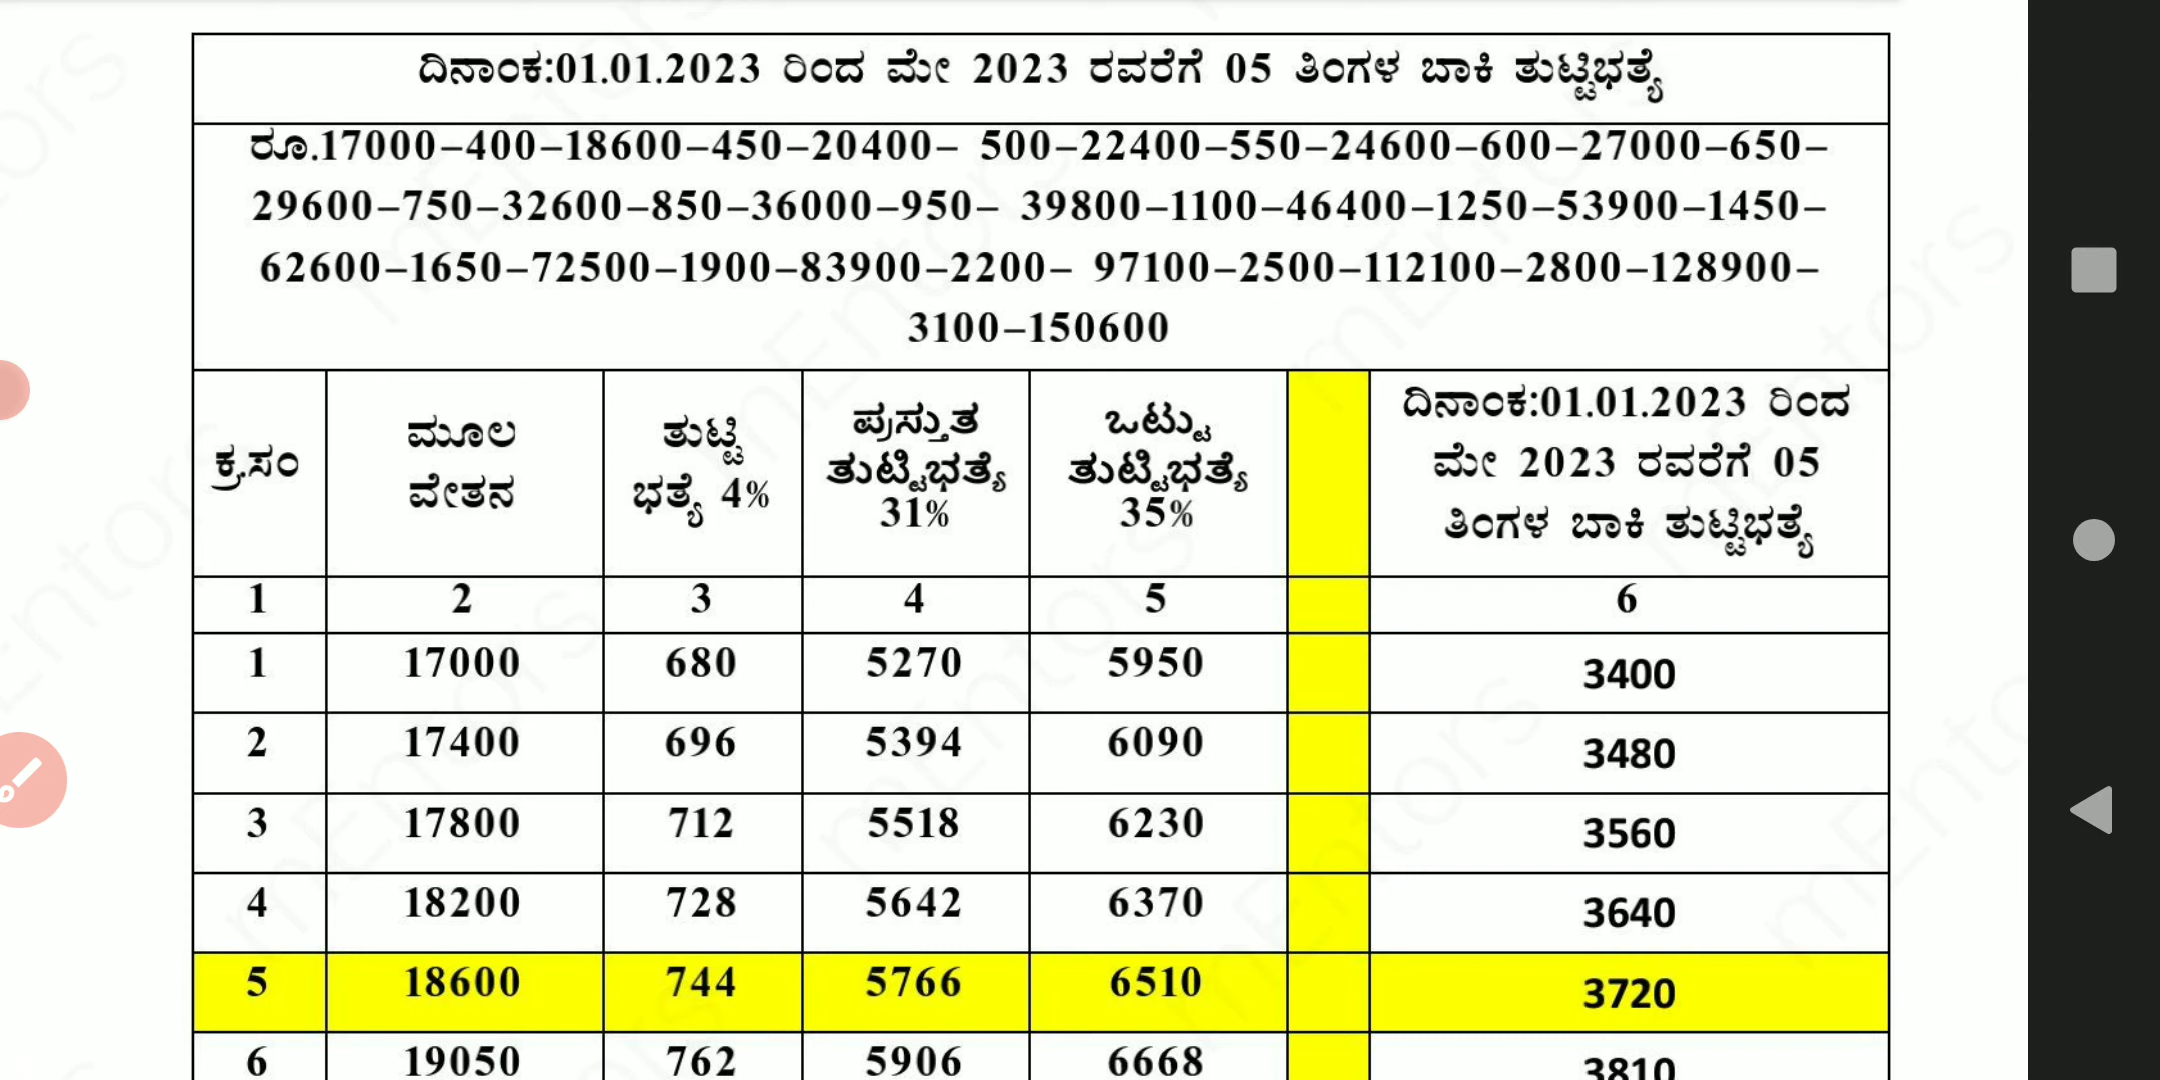 ದಿನಾಂಕ:01.01.2023 ರಿಂದ ಮೇ 2023 ರವರೆಗೆ 05 ತಿಂಗಳ ಬಾಕಿ ತುಟ್ಟಿಭತ್ಯೆ
ರೂ.17000–400–18600–450–20400– 500–22400–550–24600–600–27000–650–
29600–750–32600–850–36000–950– 39800–1100–46400–1250–53900–1450–
62600–1650–72500–1900–83900–2200– 97100–2500–112100–2800–128900–
3100–150600
ಕ್ರ.ಸಂ
ಮೂಲ
ವೇತನ
ತುಟ್ಟಿ
ಭತ್ಯೆ 4%
ಪ್ರಸ್ತುತ
ತುಟ್ಟಿಭತ್ಯೆ
31%
ಒಟ್ಟು
ತುಟ್ಟಿಭತ್ಯೆ
35%
ದಿನಾಂಕ:01.01.2023 ರಿಂದ
ಮೇ 2023 ರವರೆಗೆ 05
ತಿಂಗಳ ಬಾಕಿ ತುಟ್ಟಿಭತ್ಯೆ
1 2 3 4 5 6
1 17000 680 5270 5950 3400
2 17400 696 5394 6090 3480
3 17800 712 5518 6230 3560
4 18200 728 5642 6370 3640
5 18600 744 5766 6510 3720
6 19050 762 5906 6668 3810